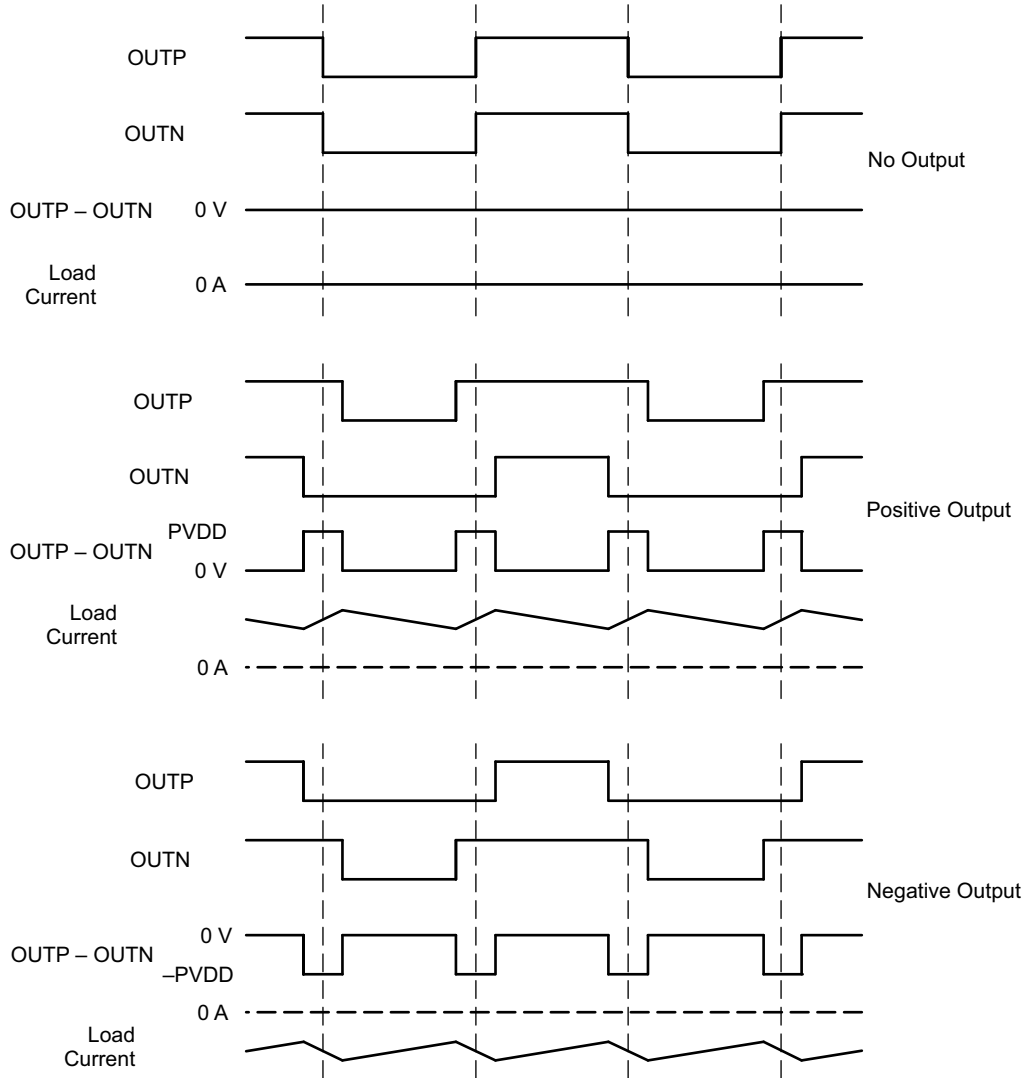 OUTP
OUTN
No Output
OUTP – OUTN 0 V
Load
Current 0 A
OUTP
OUTN
Positive Output
PVDD
OUTP – OUTN
0 V
Load
Current
0 A
OUTP
OUTN
Negative Output
0 V
OUTP – OUTN
–PVDD
0 A
Load
Current